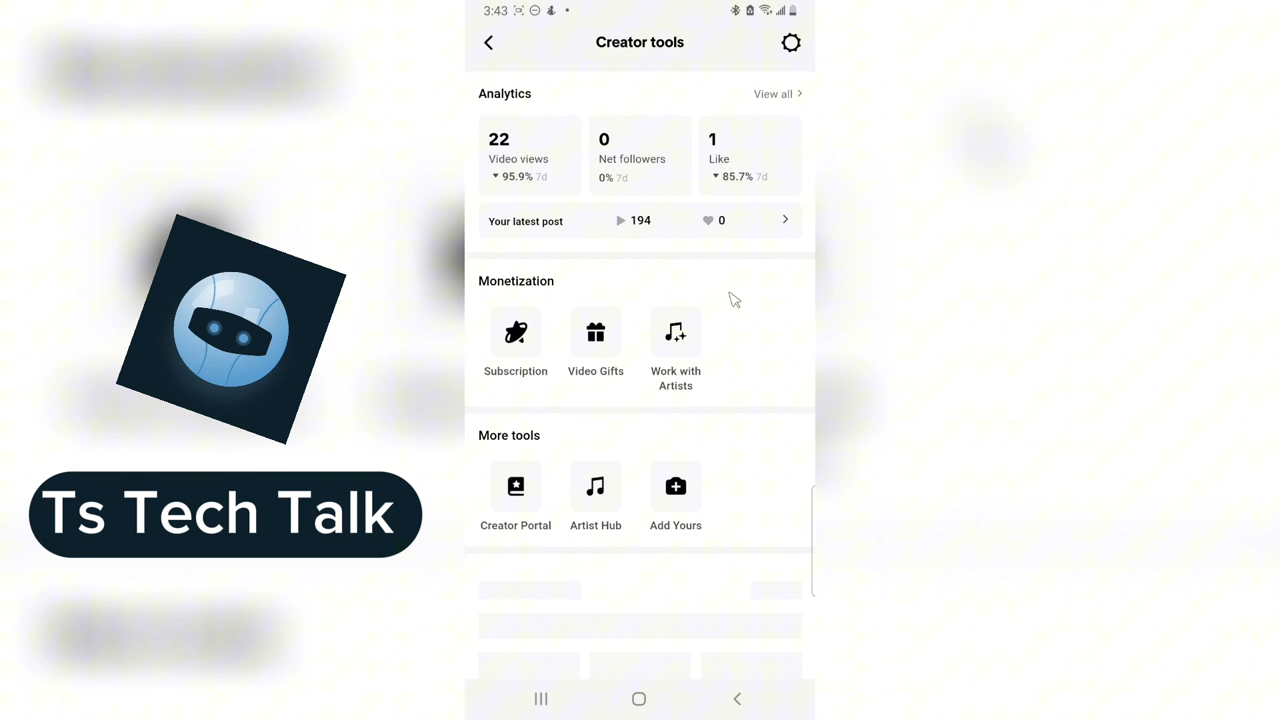 3:43
Creator tools
Analytics
View all
22
0
1
Video views
Net followers
Like
95.9% 7d
0% 7d
85.7% 7d
Your latest post
194
0
Monetization
Subscription
Video Gifts
Work with
Artists
More tools
Creator Portal
Artist Hub
Add Yours
Ts Tech Talk